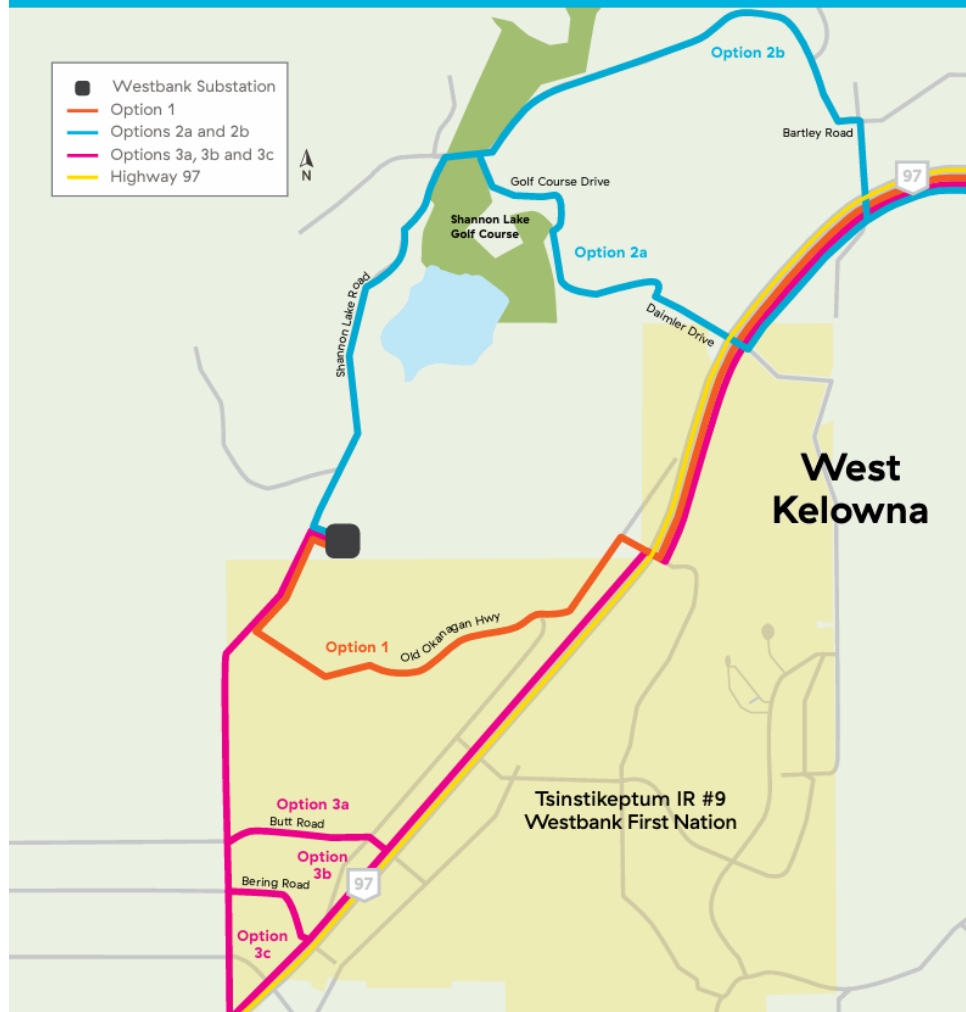 Westbank Substation
Option 1
Options 2a and 2b
Options 3a, 3b and 3c
Highway 97
N
Option 2b
Bartley Road
97
Golf Course Drive
Shannon Lake
Golf Course
Option 2a
Shannon Lake Road
Daimler Drive
West
Kelowna
Option 1
Old Okanagan Hwy
Tsinstikeptum IR #9
Westbank First Nation
Option 3a
Butt Road
Option
3b
Bering Road
97
Option
3c